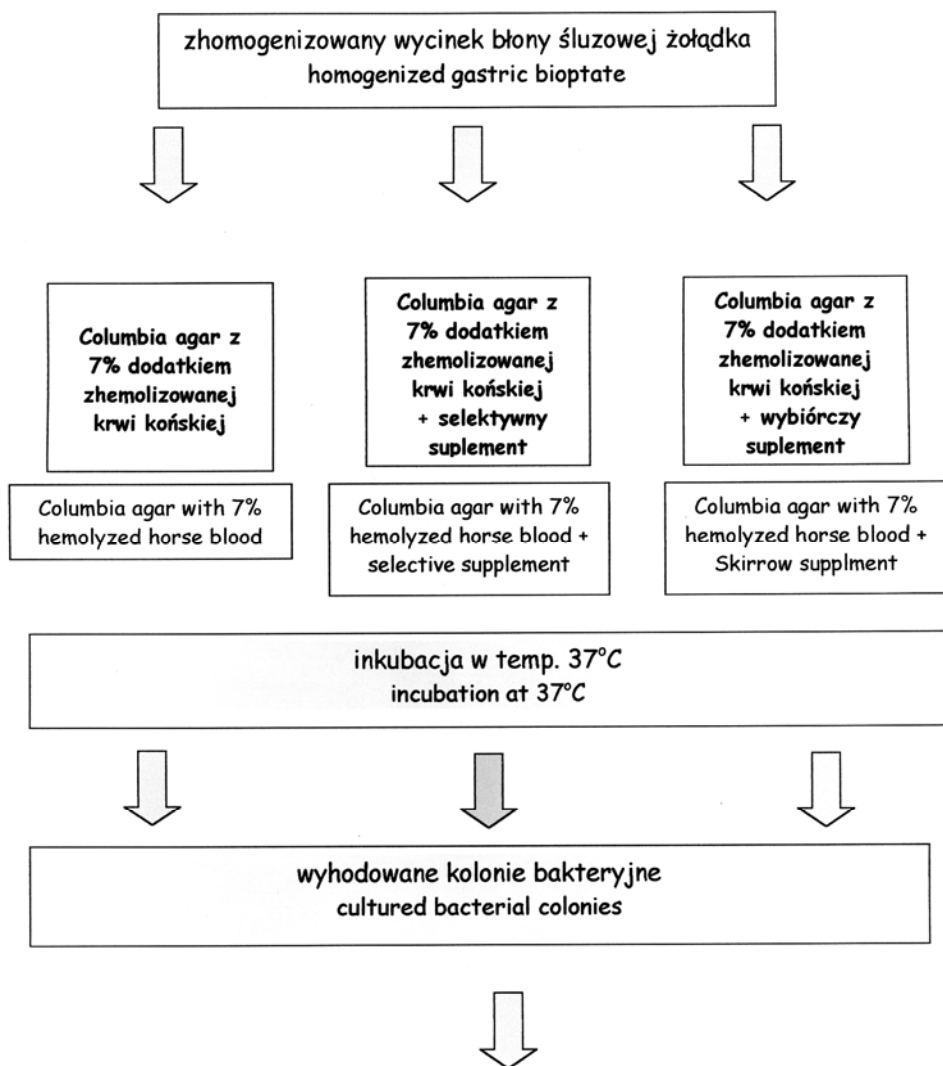 zhomogenizowany wycinek błony śluzowej żołądka
homogenized gastric bioptate
Columbia agar z
7% dodatkiem
zhemolizowanej
krwi końskiej
Columbia agar z
7% dodatkiem
zhemolizowanej
krwi końskiej
+ selektywny
suplement
Columbia agar z
7% dodatkiem
zhemolizowanej
krwi końskiej
+ wybiórczy
suplement
Columbia agar with 7%
hemolyzed horse blood
Columbia agar with 7%
hemolyzed horse blood +
selective supplement
Columbia agar with 7%
hemolyzed horse blood +
Skirrow supplment
inkubacja w temp. 37°C
incubation at 37°C
wyhodowane kolonie bakteryjne
cultured bacterial colonies